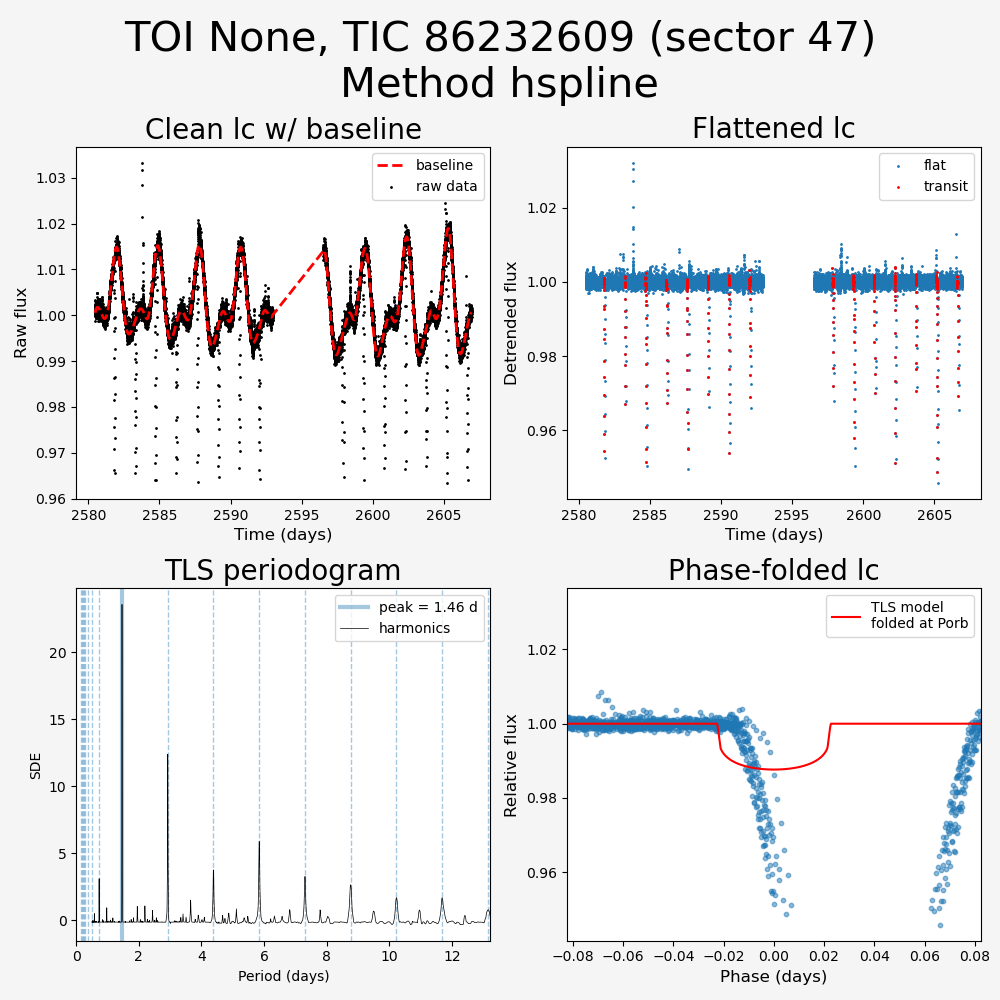 TOI None, TIC 86232609 (sector 47)
Method hspline
Clean lc w/ baseline
Flattened lc
baseline
raw data
flat
transit
Raw flux
1.03
1.02
1.01
1.00
0.99
0.98
0.97
0.96
2580
2585
2590
2595
2600
2605
Time (days)
Detrended flux
1.02
1.00
0.98
0.96
2580
2585
2590
2595
2600
2605
Time (days)
TLS periodogram
Phase-folded lc
peak = 1.46 d
harmonics
TLS model
folded at Porb
SDE
20
15
10
5
0
0
2
4
6
8
10
12
Period (days)
Relative flux
1.02
1.00
0.98
0.96
−0.08
−0.06
−0.04
−0.02
0.00
0.02
0.04
0.06
0.08
Phase (days)